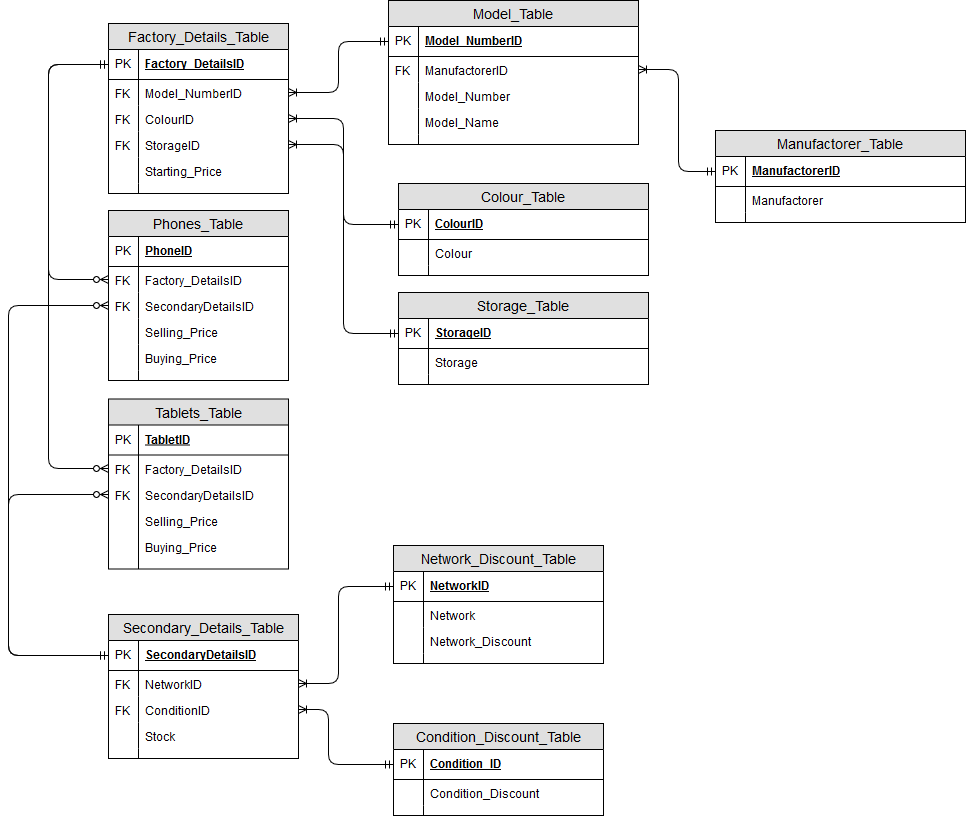 Factory_Details_Table
PK Factory_DetailsID
FK Model_NumberID
FK ColourID
FK StorageID
Starting_Price
Model_Table
PK Model_NumberID
FK ManufactorerID
Model_Number
Model_Name
Manufactorer_Table
PK ManufactorerID
Manufactorer
Phones_Table
PK PhoneID
FK Factory_DetailsID
FK SecondaryDetailsID
Selling_Price
Buying_Price
Colour_Table
PK ColourID
Colour
Storage_Table
PK StorageID
Storage
Tablets_Table
PK TabletID
FK Factory_DetailsID
FK SecondaryDetailsID
Selling_Price
Buying_Price
Network_Discount_Table
PK NetworkID
Network
Network_Discount
Secondary_Details_Table
PK SecondaryDetailsID
FK NetworkID
FK ConditionID
Stock
Condition_Discount_Table
PK Condition_ID
Condition_Discount